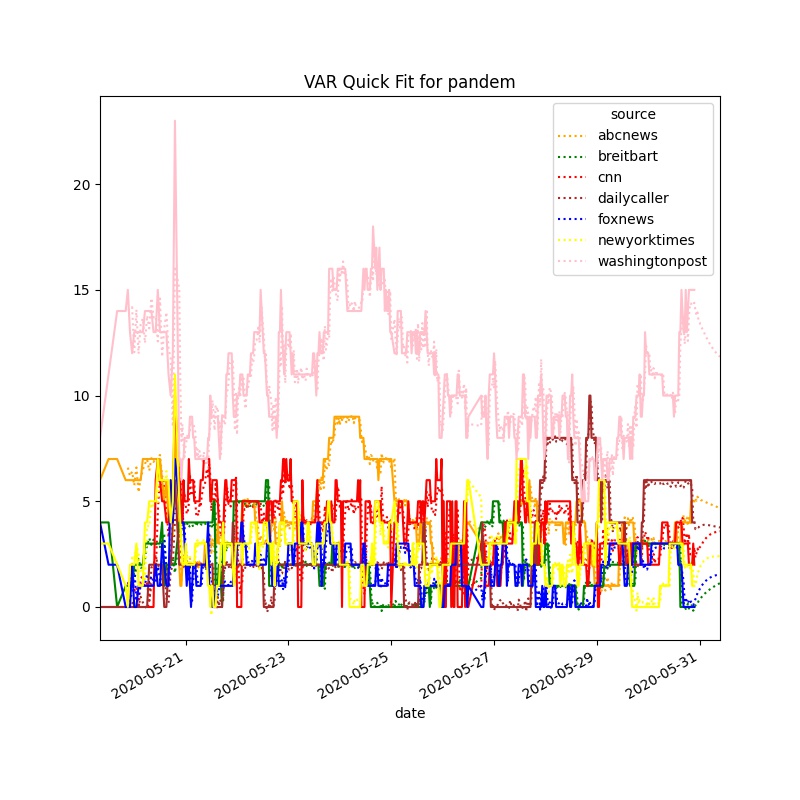 VAR Quick Fit for pandem
source
abcnews
breitbart
cnn
dailycaller
foxnews
newyorktimes
washingtonpost
20
15
10
5
0
2020-05-21
2020-05-23
2020-05-25
2020-05-27
2020-05-29
2020-05-31
date